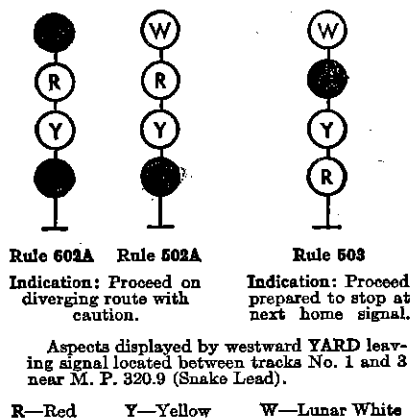 W W
R R
Y Y Y
R
Rule 602A Rule 502A
Indication: Proceed on
diverging route with
caution.
Rule 503
Indication: Proceed
prepared to stop at
next home signal.
Aspects displayed by westward YARD leav-
ing signal located between tracks No. 1 and 3
near M. P. 320.9 (Snake Lead).
R—Red Y—Yellow W—Lunar White